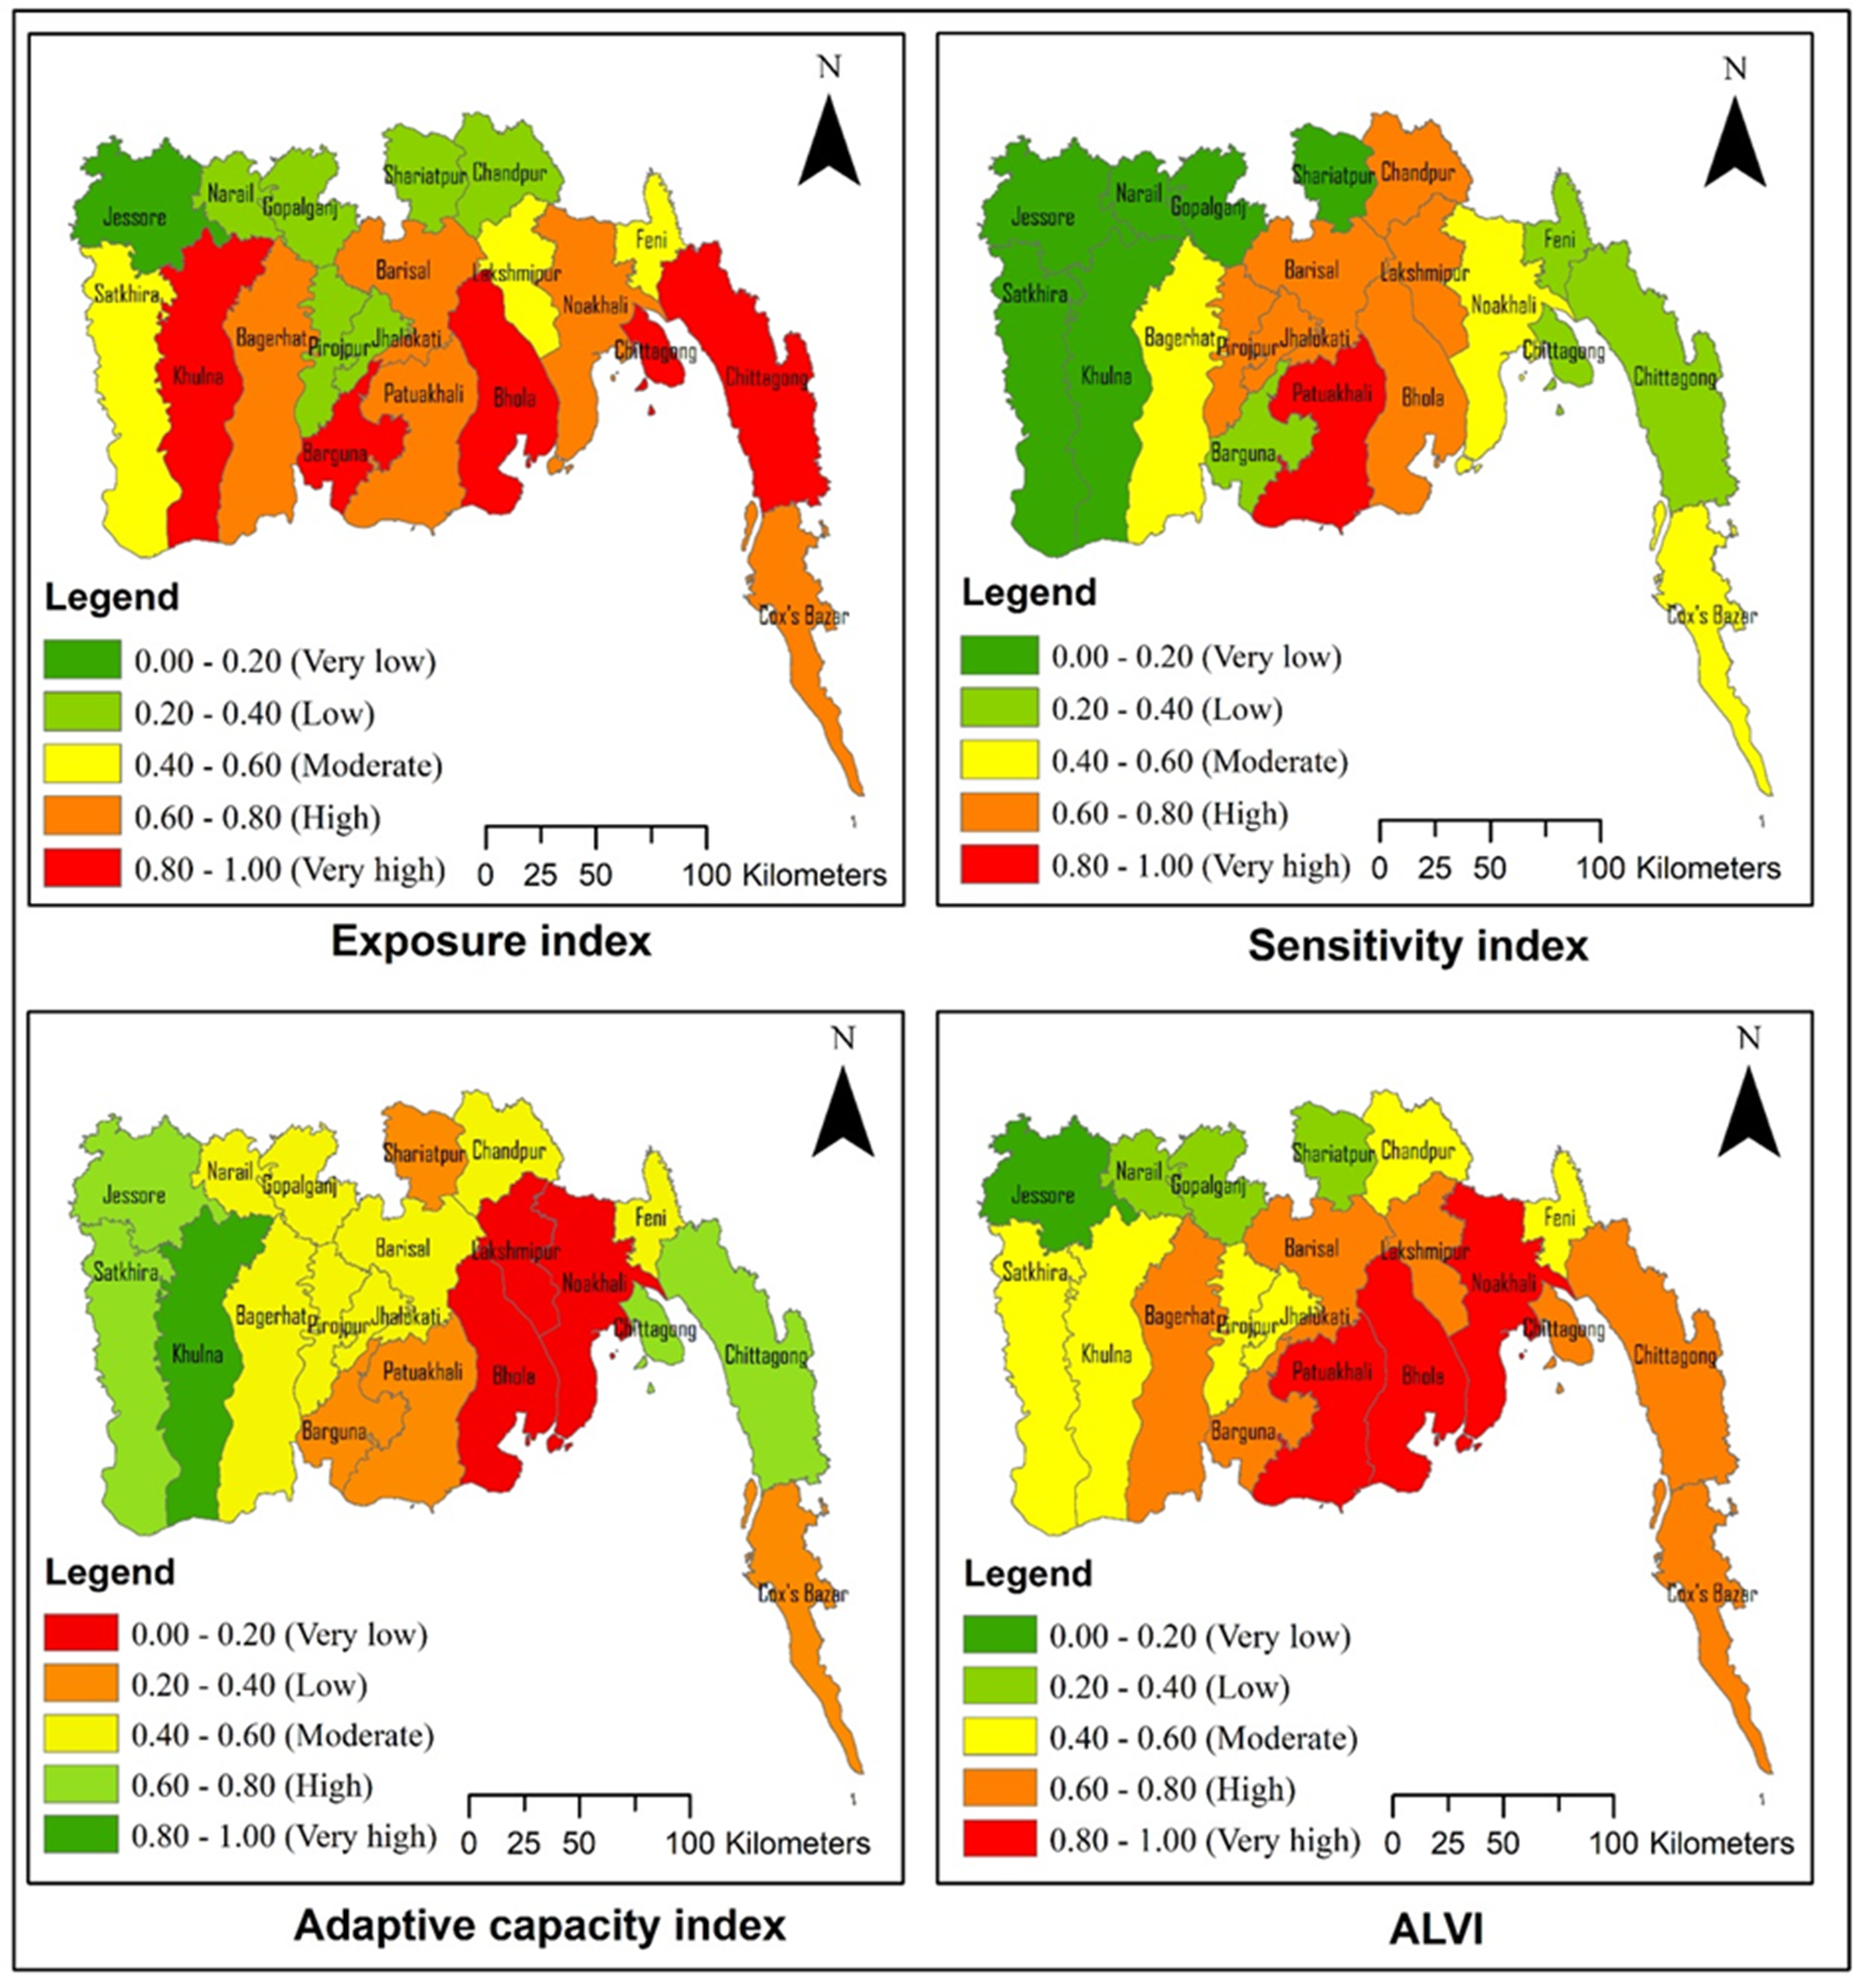 N
Shariatpur
Chandpur
Narail
Gopalganj
Jessore
Feni
Barisal
Lakshmipur
Satkhira
Noakhali
Bagerhat
Pirojpur
Jhalokati
Chittagong
Khulna
Chittagong
Patuakhali
Bhola
Barguna
Cox's Bazar
Legend
0.00 - 0.20 (Very low)
0.20 - 0.40 (Low)
0.40 - 0.60 (Moderate)
0.60 - 0.80 (High)
0.80 - 1.00 (Very high)
0 25 50 100 Kilometers
Exposure index
N
Shariatpur
Chandpur
Narail
Gopalganj
Jessore
Feni
Barisal
Lakshmipur
Satkhira
Noakhali
Bagerhat
Pirojpur
Jhalokati
Chittagong
Khulna
Chittagong
Patuakhali
Bhola
Barguna
Cox's Bazar
Legend
0.00 - 0.20 (Very low)
0.20 - 0.40 (Low)
0.40 - 0.60 (Moderate)
0.60 - 0.80 (High)
0.80 - 1.00 (Very high)
0 25 50 100 Kilometers
Sensitivity index
N
Shariatpur
Chandpur
Narail
Gopalganj
Jessore
Feni
Barisal
Lakshmipur
Satkhira
Noakhali
Bagerhat
Pirojpur
Jhalokati
Chittagong
Khulna
Chittagong
Patuakhali
Bhola
Barguna
Cox's Bazar
Legend
0.00 - 0.20 (Very low)
0.20 - 0.40 (Low)
0.40 - 0.60 (Moderate)
0.60 - 0.80 (High)
0.80 - 1.00 (Very high)
0 25 50 100 Kilometers
Adaptive capacity index
N
Shariatpur
Chandpur
Narail
Gopalganj
Jessore
Feni
Barisal
Lakshmipur
Satkhira
Noakhali
Bagerhat
Pirojpur
Jhalokati
Chittagong
Khulna
Chittagong
Patuakhali
Bhola
Barguna
Cox's Bazar
Legend
0.00 - 0.20 (Very low)
0.20 - 0.40 (Low)
0.40 - 0.60 (Moderate)
0.60 - 0.80 (High)
0.80 - 1.00 (Very high)
0 25 50 100 Kilometers
ALVI